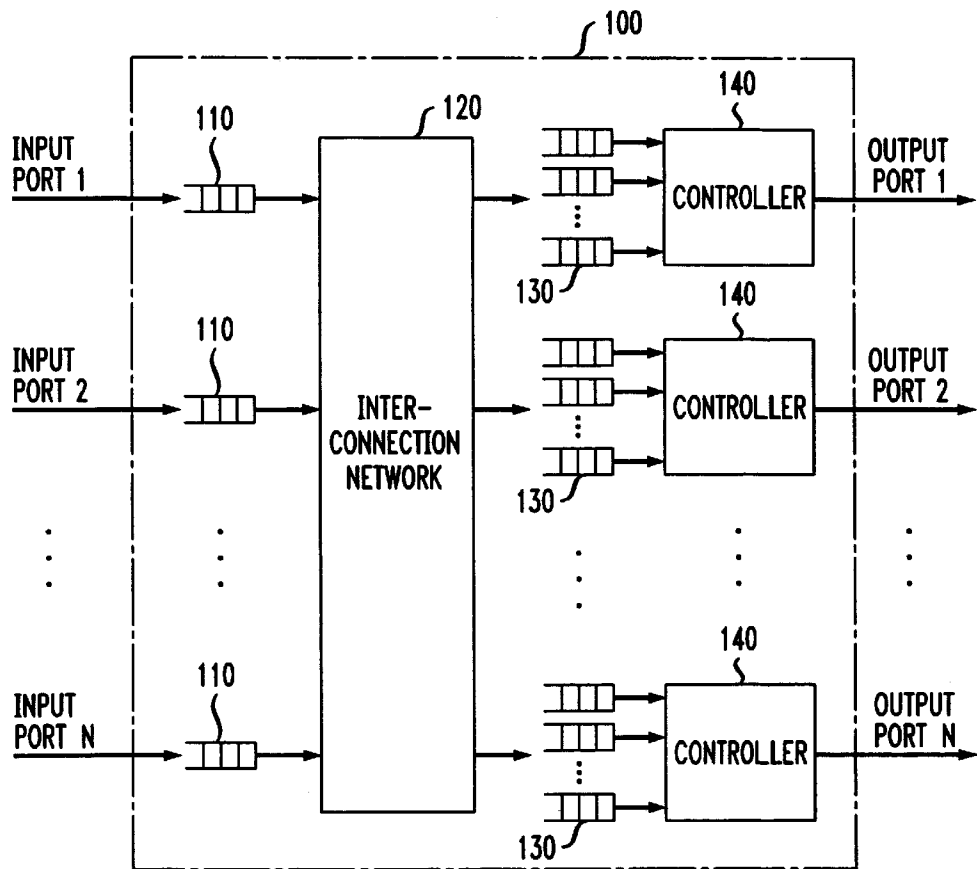 100
110
120
140
INPUT
PORT 1
CONTROLLER
OUTPUT
PORT 1
130
110
140
INPUT
PORT 2
INTER-
CONNECTION
NETWORK
CONTROLLER
OUTPUT
PORT 2
130
110
140
INPUT
PORT N
CONTROLLER
OUTPUT
PORT N
130